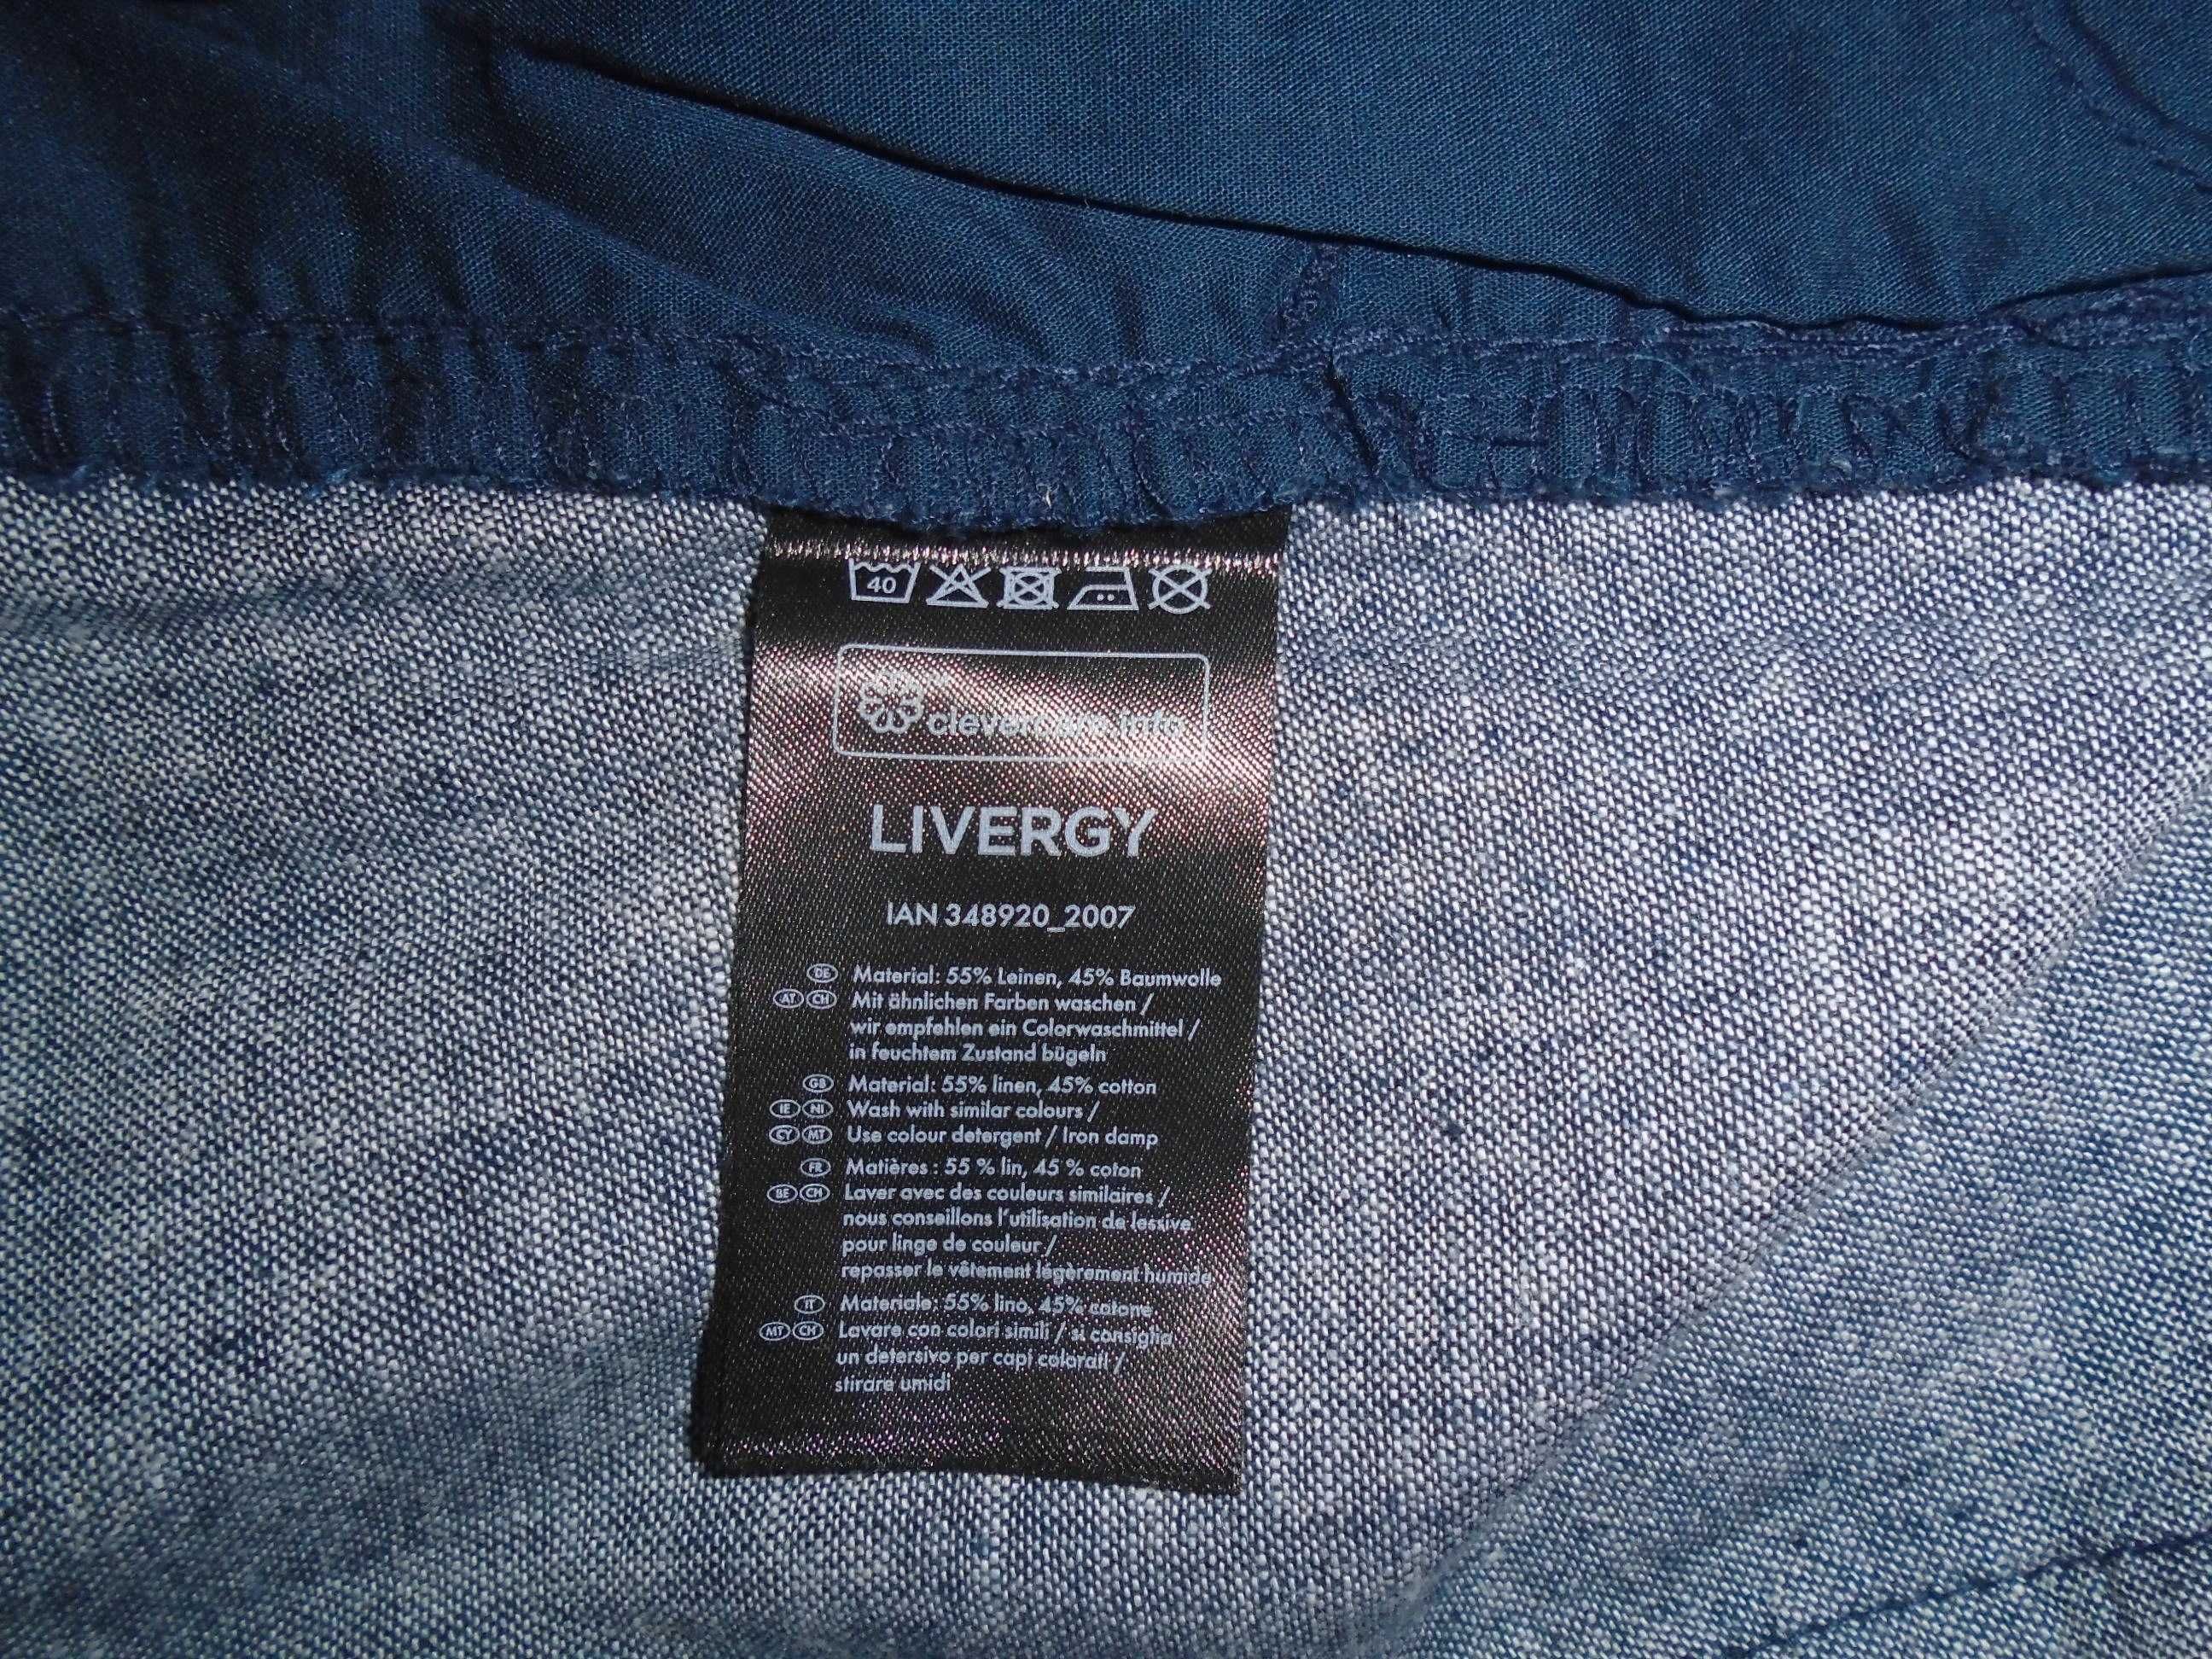 40
clevercare.info
LIVERGY
IAN 348920_2007
DE Material: 55% Leinen, 45% Baumwolle
AT CH Mit ähnlichen Farben waschen /
wir empfehlen ein Colorwaschmittel /
in feuchtem Zustand bügeln
GB Material: 55% linen, 45% cotton
IE NI Wash with similar colours /
CY MT Use colour detergent / Iron damp
FR Matières : 55 % lin, 45 % coton
BE CH Laver avec des couleurs similaires /
nous conseillons l'utilisation de lessive
pour linge de couleur /
repasser le vêtement légèrement humide
IT Materiale: 55% lino, 45% cotone
MT CH Lavare con colori simili / si consiglia
un detersivo per capi colorati /
stirare umidi